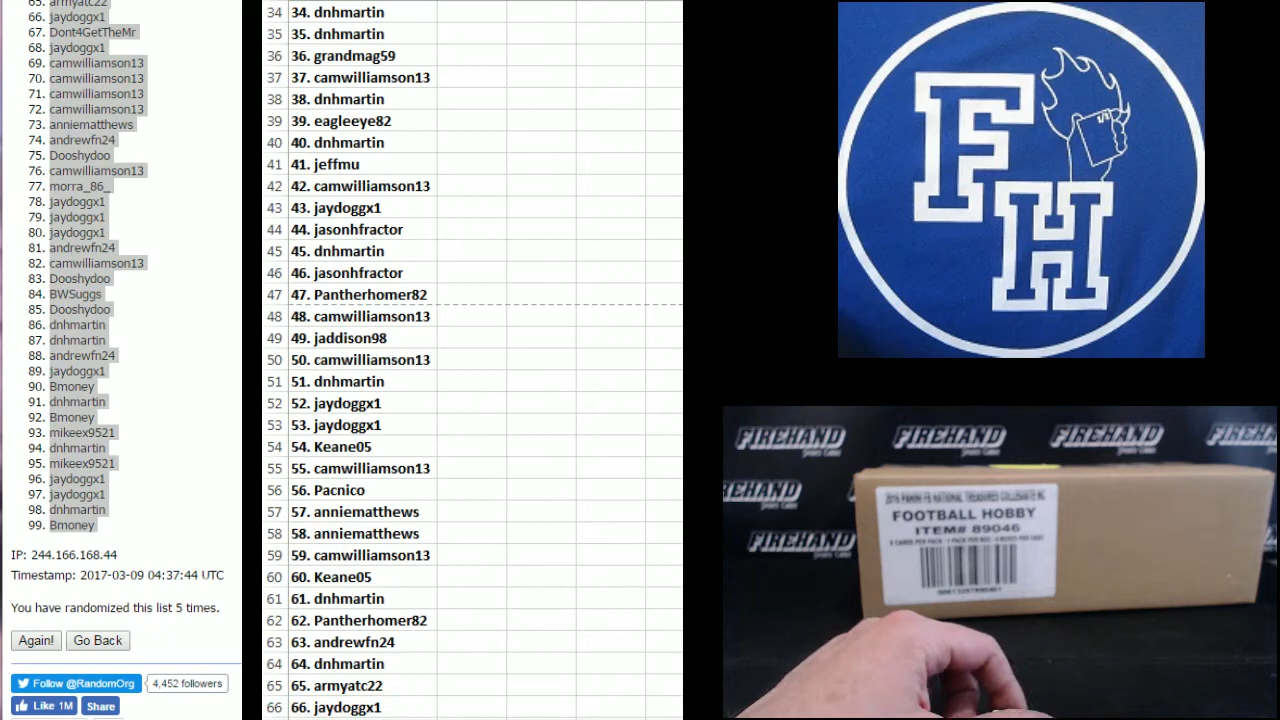 65. armyatc22
66. jaydoggx1
67. Dont4GetTheMr
68. jaydoggx1
69. camwilliamson13
70. camwilliamson13
71. camwilliamson13
72. camwilliamson13
73. anniematthews
74. andrewfn24
75. Dooshydoo
76. camwilliamson13
77. morra_86_
78. jaydoggx1
79. jaydoggx1
80. jaydoggx1
81. andrewfn24
82. camwilliamson13
83. Dooshydoo
84. BWSuggs
85. Dooshydoo
86. dnhmartin
87. dnhmartin
88. andrewfn24
89. jaydoggx1
90. Bmoney
91. dnhmartin
92. Bmoney
93. mikeex9521
94. dnhmartin
95. mikeex9521
96. jaydoggx1
97. jaydoggx1
98. dnhmartin
99. Bmoney
IP: 244.166.168.44
Timestamp: 2017-03-09 04:37:44 UTC
You have randomized this list 5 times.
Again! Go Back
Follow @RandomOrg 4,452 followers
Like 1M Share
34 34. dnhmartin
35 35. dnhmartin
36 36. grandmag59
37 37. camwilliamson13
38 38. dnhmartin
39 39. eagleeye82
40 40. dnhmartin
41 41. jeffmu
42 42. camwilliamson13
43 43. jaydoggx1
44 44. jasonhfractor
45 45. dnhmartin
46 46. jasonhfractor
47 47. Pantherhomer82
48 48. camwilliamson13
49 49. jaddison98
50 50. camwilliamson13
51 51. dnhmartin
52 52. jaydoggx1
53 53. jaydoggx1
54 54. Keane05
55 55. camwilliamson13
56 56. Pacnico
57 57. anniematthews
58 58. anniematthews
59 59. camwilliamson13
60 60. Keane05
61 61. dnhmartin
62 62. Pantherhomer82
63 63. andrewfn24
64 64. dnhmartin
65 65. armyatc22
66 66. jaydoggx1
F
H
FIREHAND FIREHAND FIREHAND FIREH
IREHAND
FIREHAND
2016 PANINI FB NATIONAL TREASURES COLLEGIATE
FOOTBALL HOBBY
ITEM# 89046